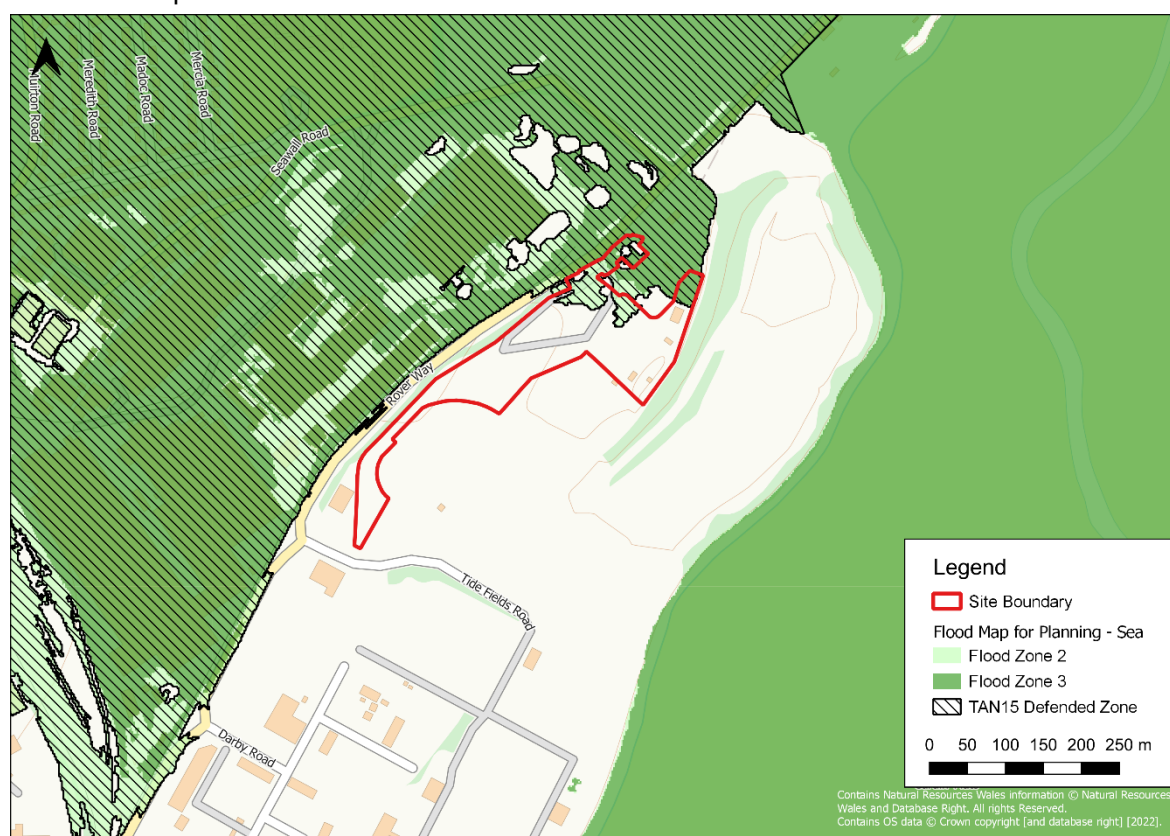 Muirton Road
Meredith Road
Madoc Road
Mercia Road
Seawall Road
Rover Way
Tide Fields Road
Darby Road
Legend
Site Boundary
Flood Map for Planning - Sea
Flood Zone 2
Flood Zone 3
TAN15 Defended Zone
0 50 100 150 200 250 m
Contains Natural Resources Wales information © Natural Resources
Wales and Database Right. All rights Reserved.
Contains OS data © Crown copyright [and database right] [2022].